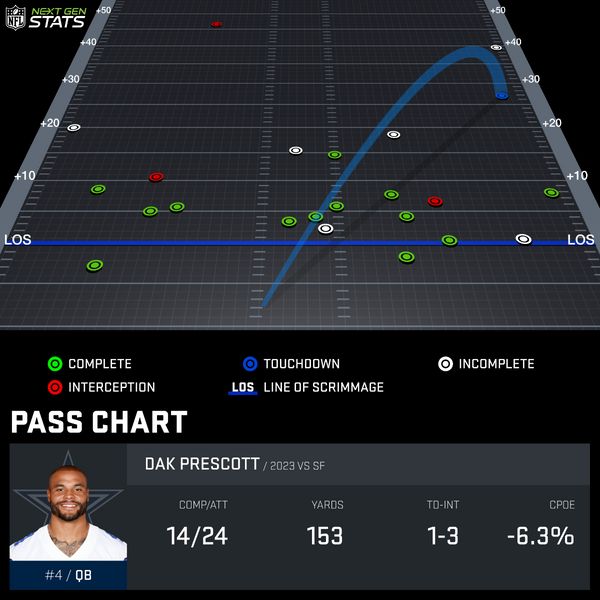 NFL NEXT GEN STATS
+50 +50
+40 +40
+30 +30
+20 +20
+10 +10
LOS LOS
COMPLETE TOUCHDOWN INCOMPLETE
INTERCEPTION LOS LINE OF SCRIMMAGE
PASS CHART
DAK PRESCOTT / 2023 VS SF
COMP/ATT YARDS TD-INT CPOE
14/24 153 1-3 -6.3%
#4 / QB